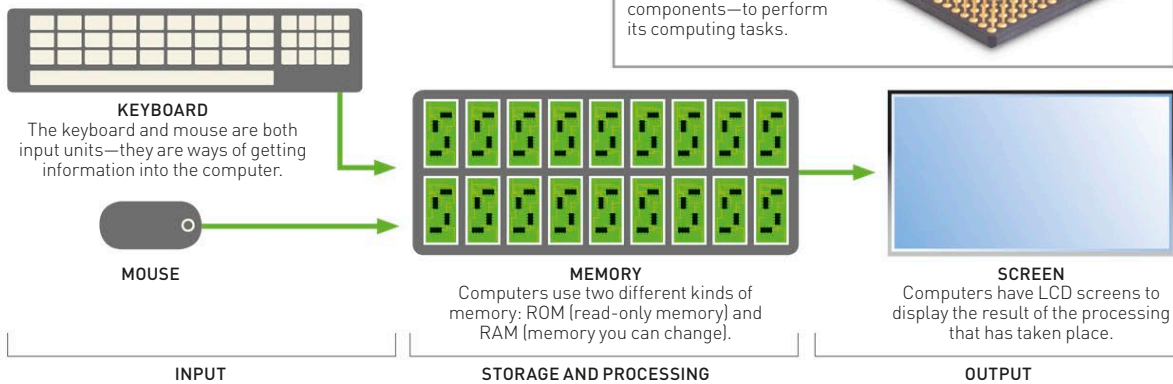 components—to perform
its computing tasks.
KEYBOARD
The keyboard and mouse are both
input units—they are ways of getting
information into the computer.
MOUSE
MEMORY
Computers use two different kinds of
memory: ROM (read-only memory) and
RAM (memory you can change).
SCREEN
Computers have LCD screens to
display the result of the processing
that has taken place.
INPUT
STORAGE AND PROCESSING
OUTPUT